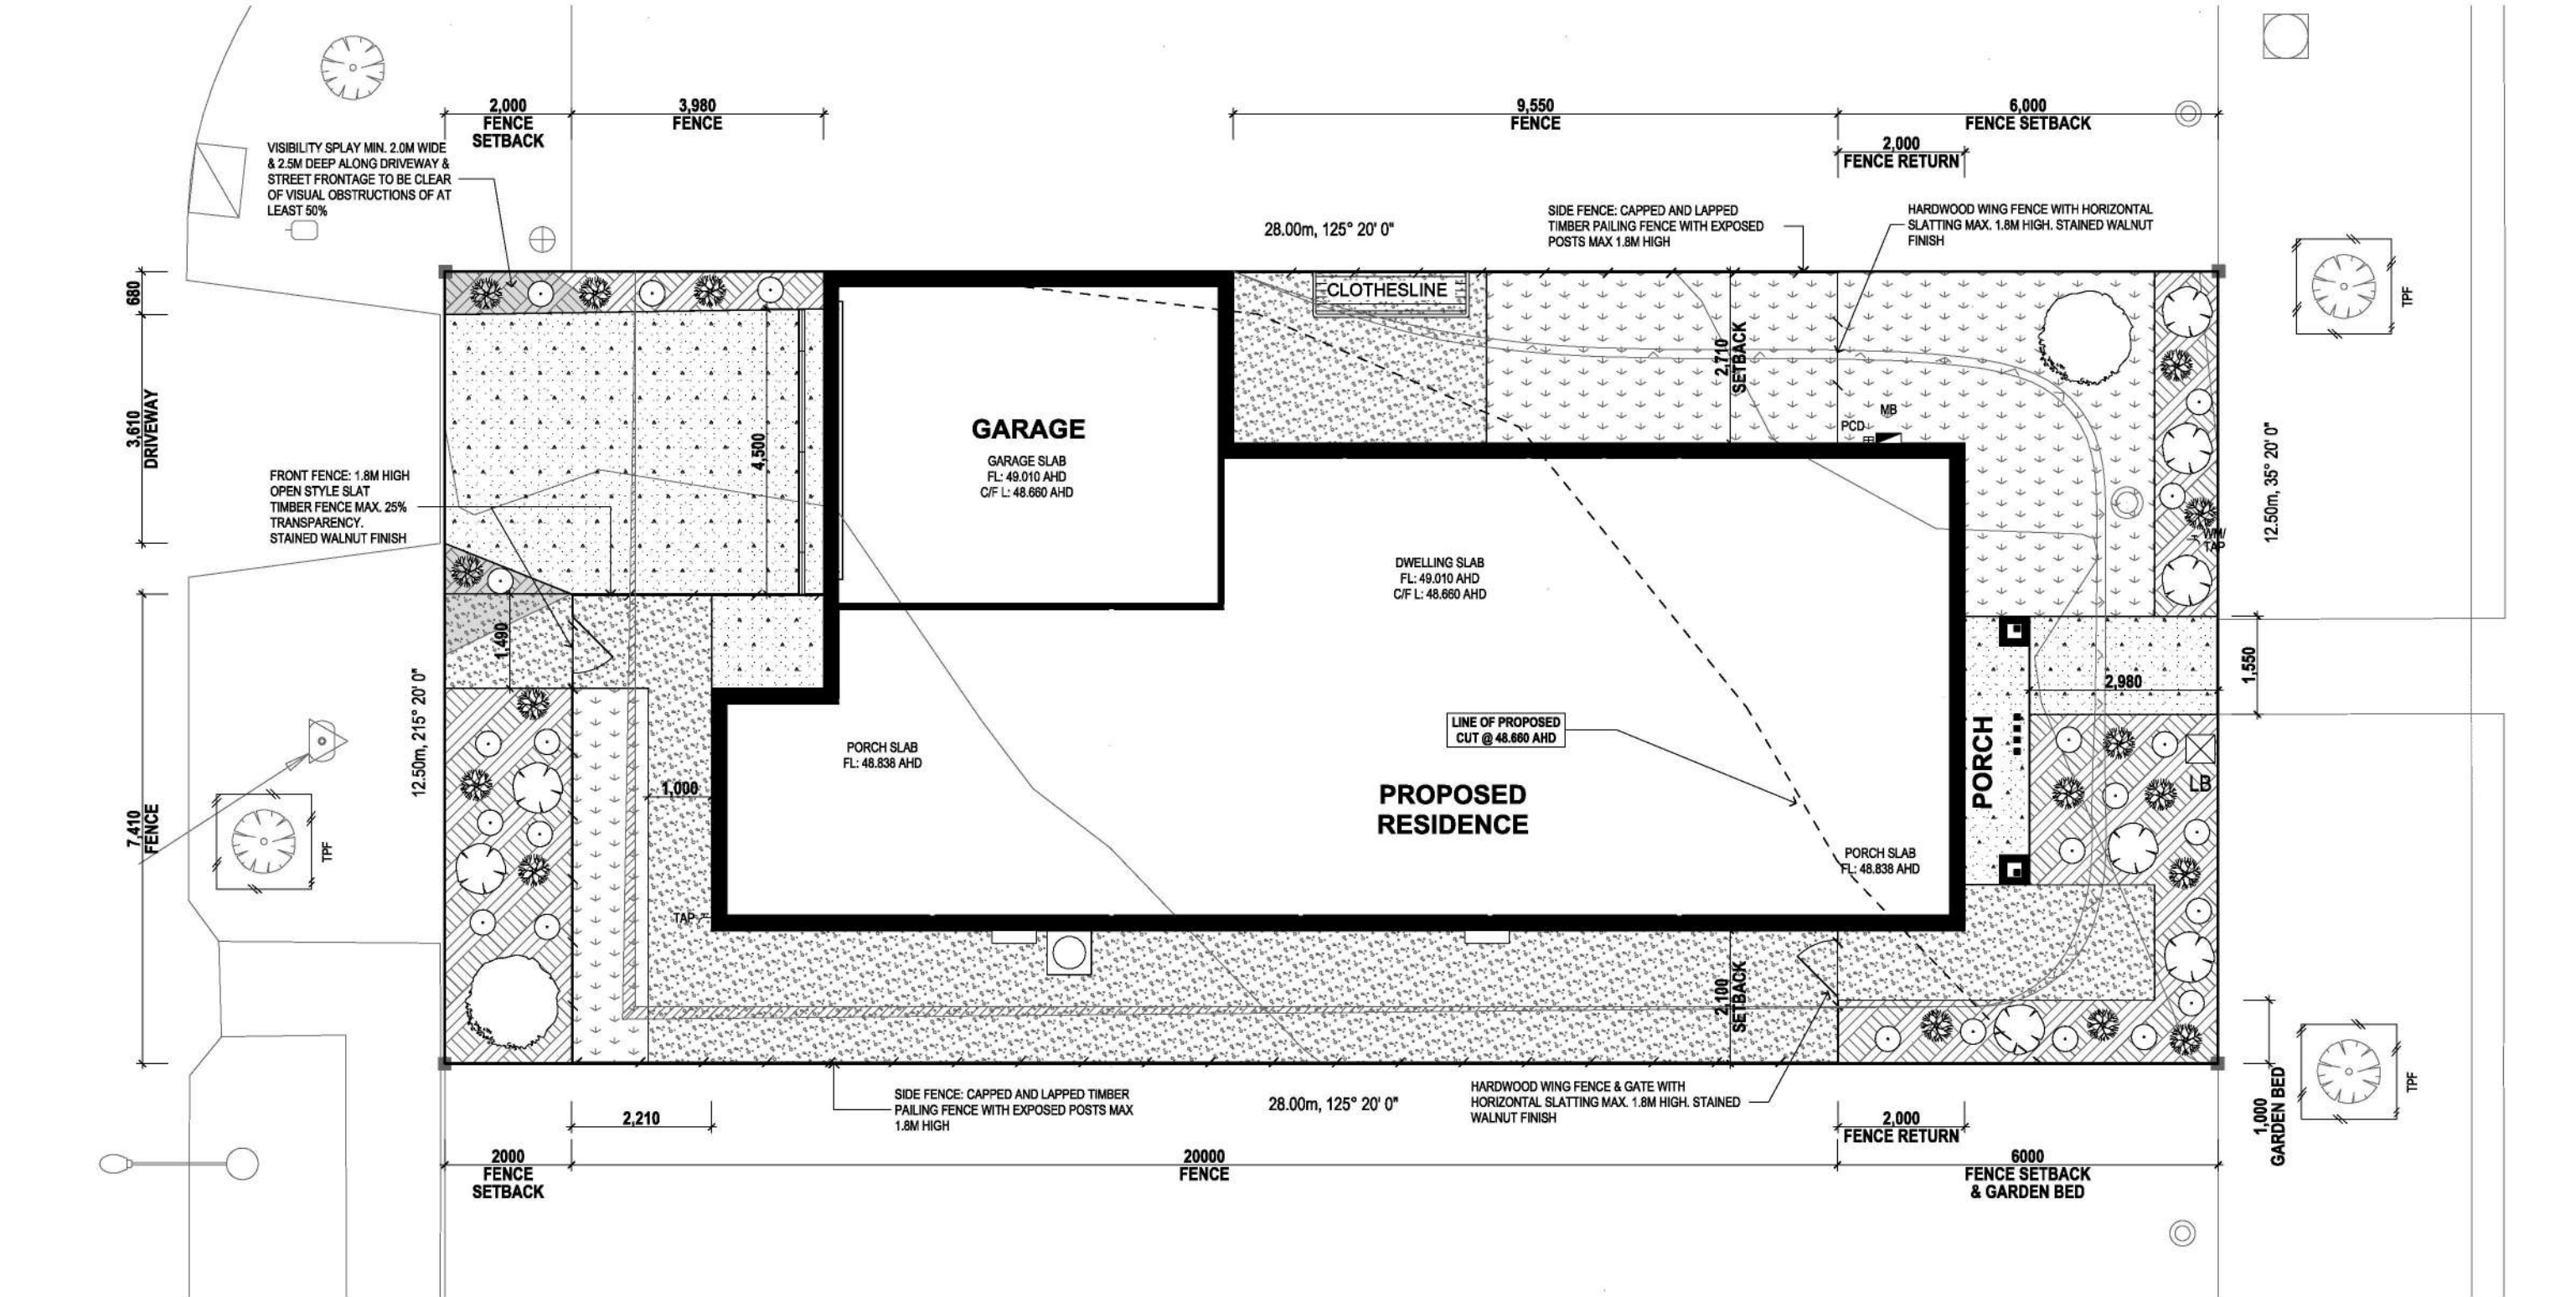 2,000
FENCE
SETBACK
3,980
FENCE
9,550
FENCE
6,000
FENCE SETBACK
2,000
FENCE RETURN
VISIBILITY SPLAY MIN. 2.0M WIDE
& 2.5M DEEP ALONG DRIVEWAY &
STREET FRONTAGE TO BE CLEAR
OF VISUAL OBSTRUCTIONS OF AT
LEAST 50%
28.00m, 125° 20' 0"
SIDE FENCE: CAPPED AND LAPPED
TIMBER PAILING FENCE WITH EXPOSED
POSTS MAX 1.8M HIGH
HARDWOOD WING FENCE WITH HORIZONTAL
SLATTING MAX. 1.8M HIGH. STAINED WALNUT
FINISH
680
3,610
DRIVEWAY
CLOTHESLINE
TPF
2,710
SETBACK
4,500
GARAGE
GARAGE SLAB
FL: 49.010 AHD
C/F L: 48.660 AHD
MB
PCD
12.50m, 35° 20' 0"
FRONT FENCE: 1.8M HIGH
OPEN STYLE SLAT
TIMBER FENCE MAX. 25%
TRANSPARENCY.
STAINED WALNUT FINISH
WM/
TAP
DWELLING SLAB
FL: 49.010 AHD
C/F L: 48.660 AHD
1,490
1,550
2,980
12.50m, 215° 20' 0"
LINE OF PROPOSED
CUT @ 48.660 AHD
PORCH SLAB
FL: 48.838 AHD
PORCH
LB
1,000
PROPOSED
RESIDENCE
7,410
FENCE
TPF
PORCH SLAB
FL: 48.838 AHD
TAP
2,100
SETBACK
1,000
GARDEN BED
TPF
SIDE FENCE: CAPPED AND LAPPED TIMBER
PAILING FENCE WITH EXPOSED POSTS MAX
1.8M HIGH
28.00m, 125° 20' 0"
HARDWOOD WING FENCE & GATE WITH
HORIZONTAL SLATTING MAX. 1.8M HIGH. STAINED
WALNUT FINISH
2,210
2,000
FENCE RETURN
2000
FENCE
SETBACK
20000
FENCE
6000
FENCE SETBACK
& GARDEN BED